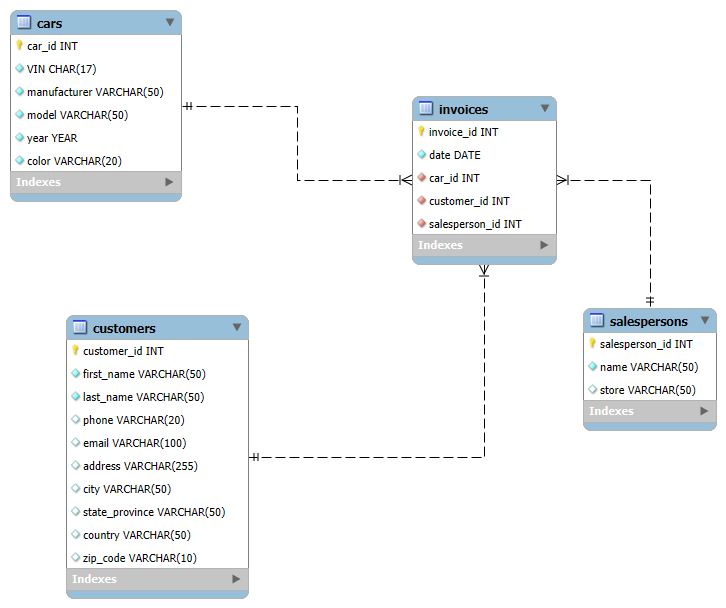 cars
car_id INT
VIN CHAR(17)
manufacturer VARCHAR(50)
model VARCHAR(50)
year YEAR
color VARCHAR(20)
Indexes
invoices
invoice_id INT
date DATE
car_id INT
customer_id INT
salesperson_id INT
Indexes
customers
customer_id INT
first_name VARCHAR(50)
last_name VARCHAR(50)
phone VARCHAR(20)
email VARCHAR(100)
address VARCHAR(255)
city VARCHAR(50)
state_province VARCHAR(50)
country VARCHAR(50)
zip_code VARCHAR(10)
Indexes
salespersons
salesperson_id INT
name VARCHAR(50)
store VARCHAR(50)
Indexes